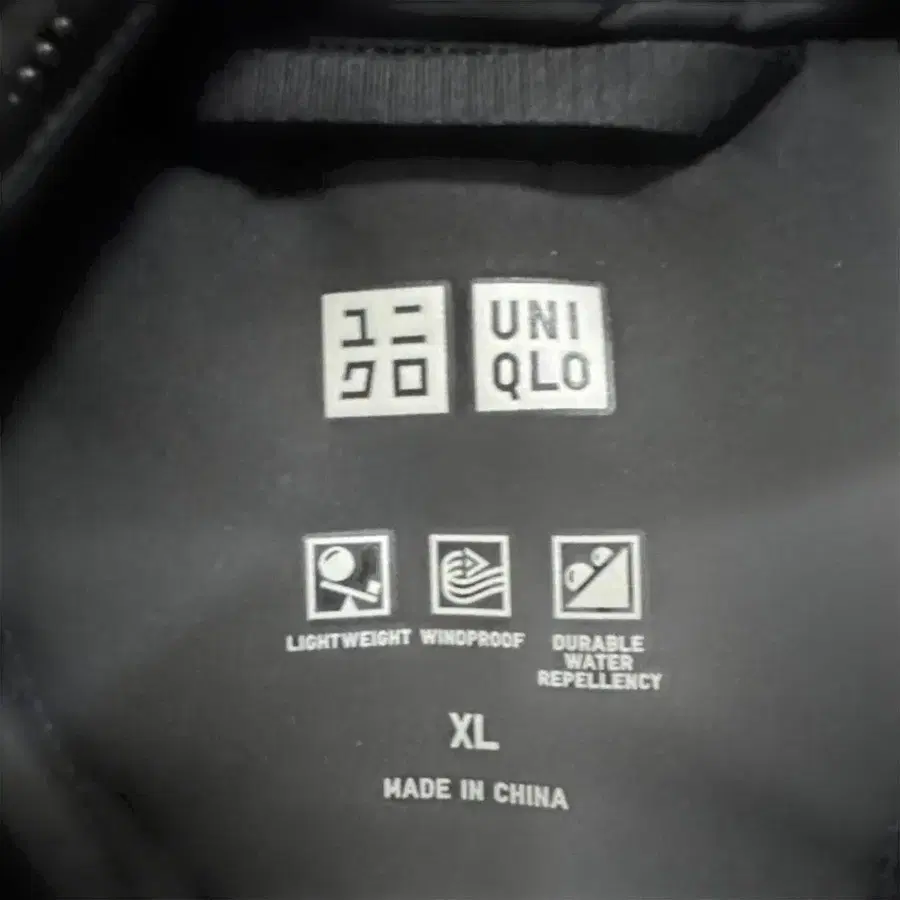 ユニ
クロ
UNI
QLO
LIGHTWEIGHT
WINDPROOF
DURABLE
WATER
REPELLENCY
XL
MADE IN CHINA